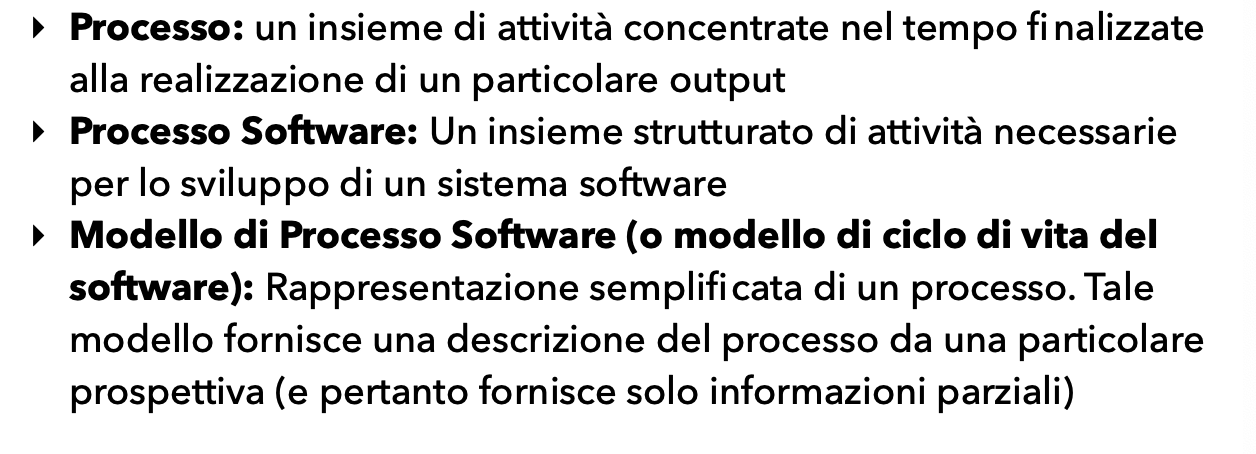 ‣ Processo: un insieme di attività concentrate nel tempo finalizzate
alla realizzazione di un particolare output
‣ Processo Software: Un insieme strutturato di attività necessarie
per lo sviluppo di un sistema software
‣ Modello di Processo Software (o modello di ciclo di vita del
software): Rappresentazione semplificata di un processo. Tale
modello fornisce una descrizione del processo da una particolare
prospettiva (e pertanto fornisce solo informazioni parziali)